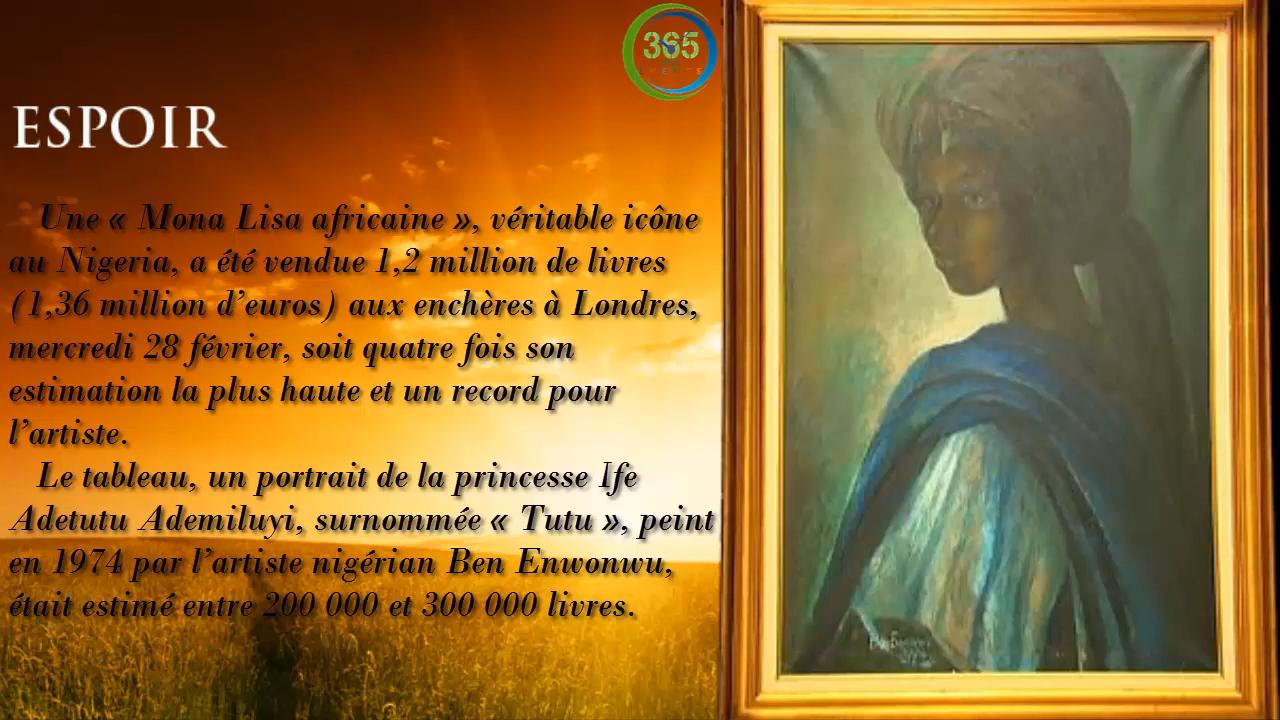 365
ESPOIR
Une « Mona Lisa africaine », véritable icône
au Nigeria, a été vendue 1,2 million de livres
(1,36 million d’euros) aux enchères à Londres,
mercredi 28 février, soit quatre fois son
estimation la plus haute et un record pour
l’artiste.
Le tableau, un portrait de la princesse Ife
Adetutu Ademiluyi, surnommée « Tutu », peint
en 1974 par l’artiste nigérian Ben Enwonwu,
était estimé entre 200 000 et 300 000 livres.